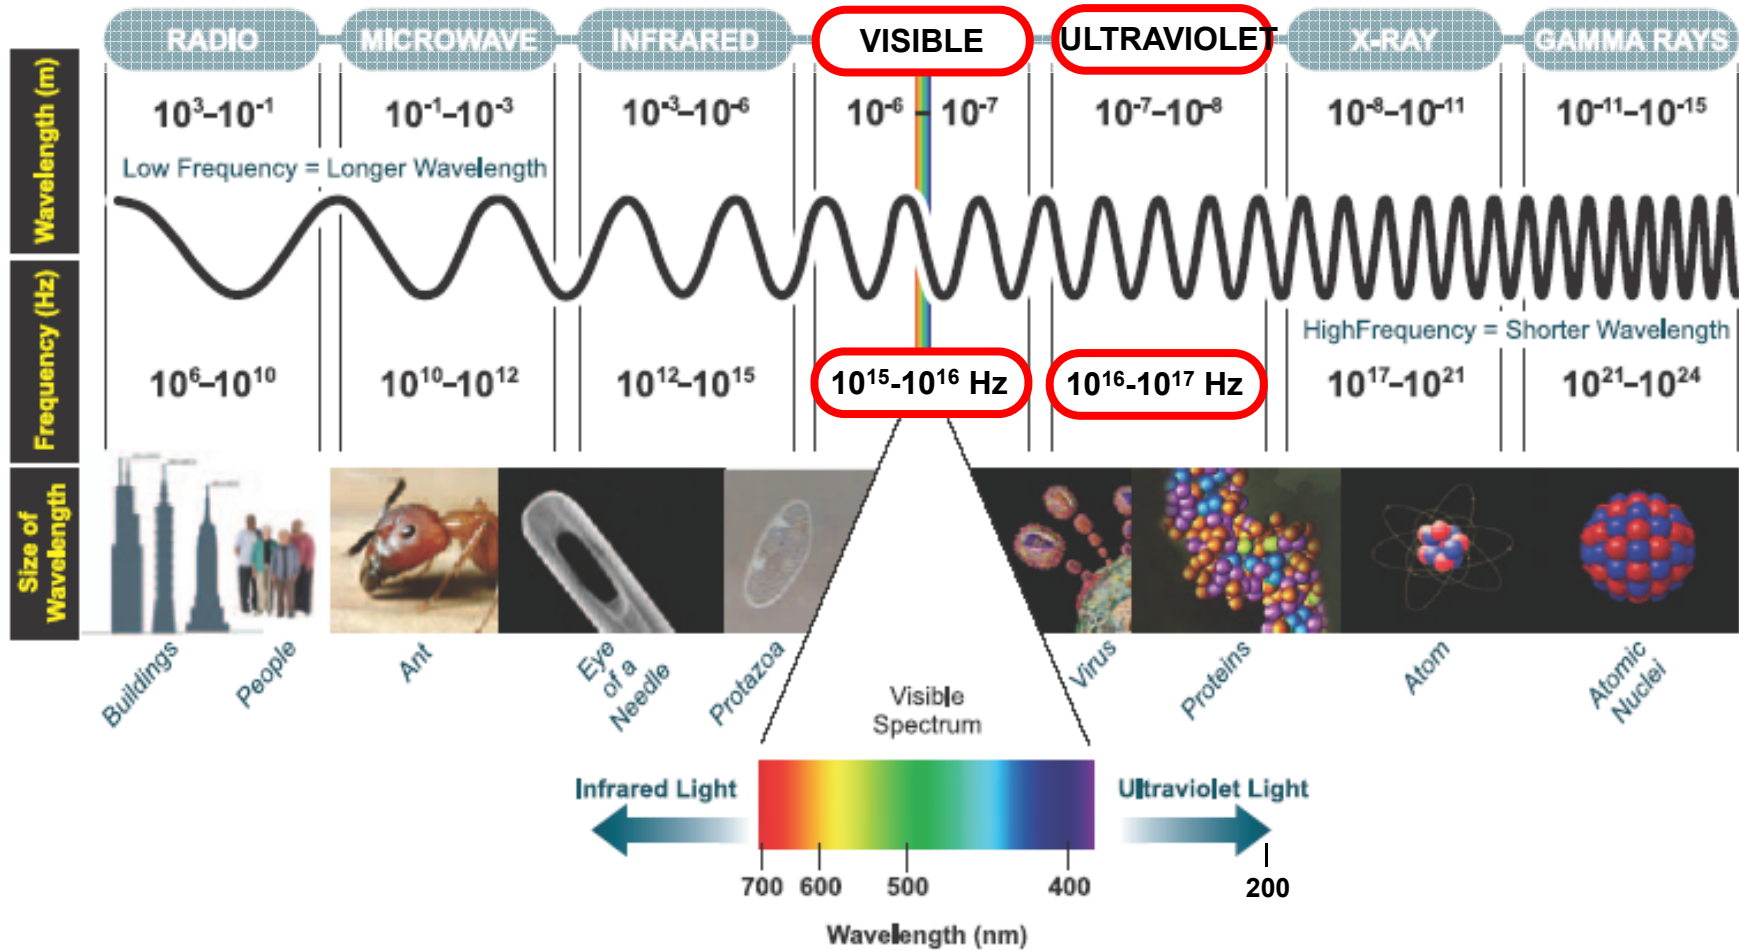 RADIO
MICROWAVE
INFRARED
VISIBLE
ULTRAVIOLET
X-RAY
GAMMA RAYS
Wavelength (m)
10³–10⁻¹
10⁻¹–10⁻³
10⁻³–10⁻⁶
10⁻⁶ – 10⁻⁷
10⁻⁷–10⁻⁸
10⁻⁸–10⁻¹¹
10⁻¹¹–10⁻¹⁵
Low Frequency = Longer Wavelength
HighFrequency = Shorter Wavelength
Frequency (Hz)
10⁶–10¹⁰
10¹⁰–10¹²
10¹²–10¹⁵
10¹⁵-10¹⁶ Hz
10¹⁶-10¹⁷ Hz
10¹⁷–10²¹
10²¹–10²⁴
Size of
Wavelength
Buildings
People
Ant
Eye
of a
Needle
Protazoa
Virus
Proteins
Atom
Atomic
Nuclei
Visible
Spectrum
Infrared Light
Ultraviolet Light
700 600 500 400 200
Wavelength (nm)